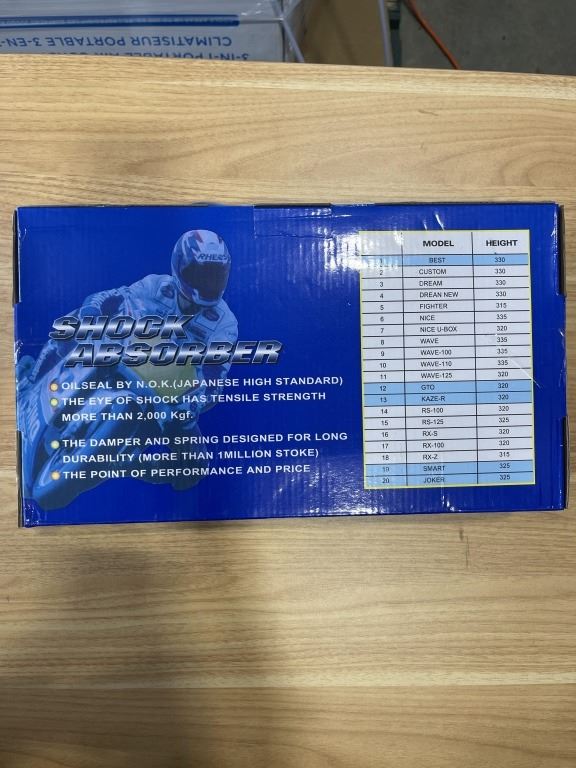 3-IN-1 PORTABLE AIR
CLIMATISEUR PORTABLE 3-EN-
SHOCK
ABSORBER
OILSEAL BY N.O.K.(JAPANESE HIGH STANDARD)
THE EYE OF SHOCK HAS TENSILE STRENGTH
MORE THAN 2,000 Kgf.
THE DAMPER AND SPRING DESIGNED FOR LONG
DURABILITY (MORE THAN 1MILLION STOKE)
THE POINT OF PERFORMANCE AND PRICE
MODEL HEIGHT
1 BEST 330
2 CUSTOM 330
3 DREAM 330
4 DREAN NEW 330
5 FIGHTER 315
6 NICE 335
7 NICE U-BOX 320
8 WAVE 335
9 WAVE-100 335
10 WAVE-110 335
11 WAVE-125 320
12 GTO 320
13 KAZE-R 320
14 RS-100 320
15 RS-125 325
16 RX-S 320
17 RX-100 320
18 RX-Z 315
19 SMART 325
20 JOKER 325